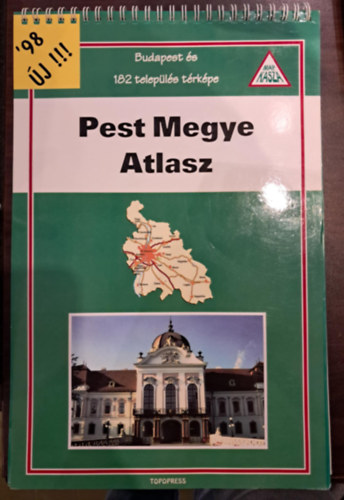 '98
ÚJ !!!
Budapest és
182 település térképe
Pest Megye
Atlasz
TOPOPRESS